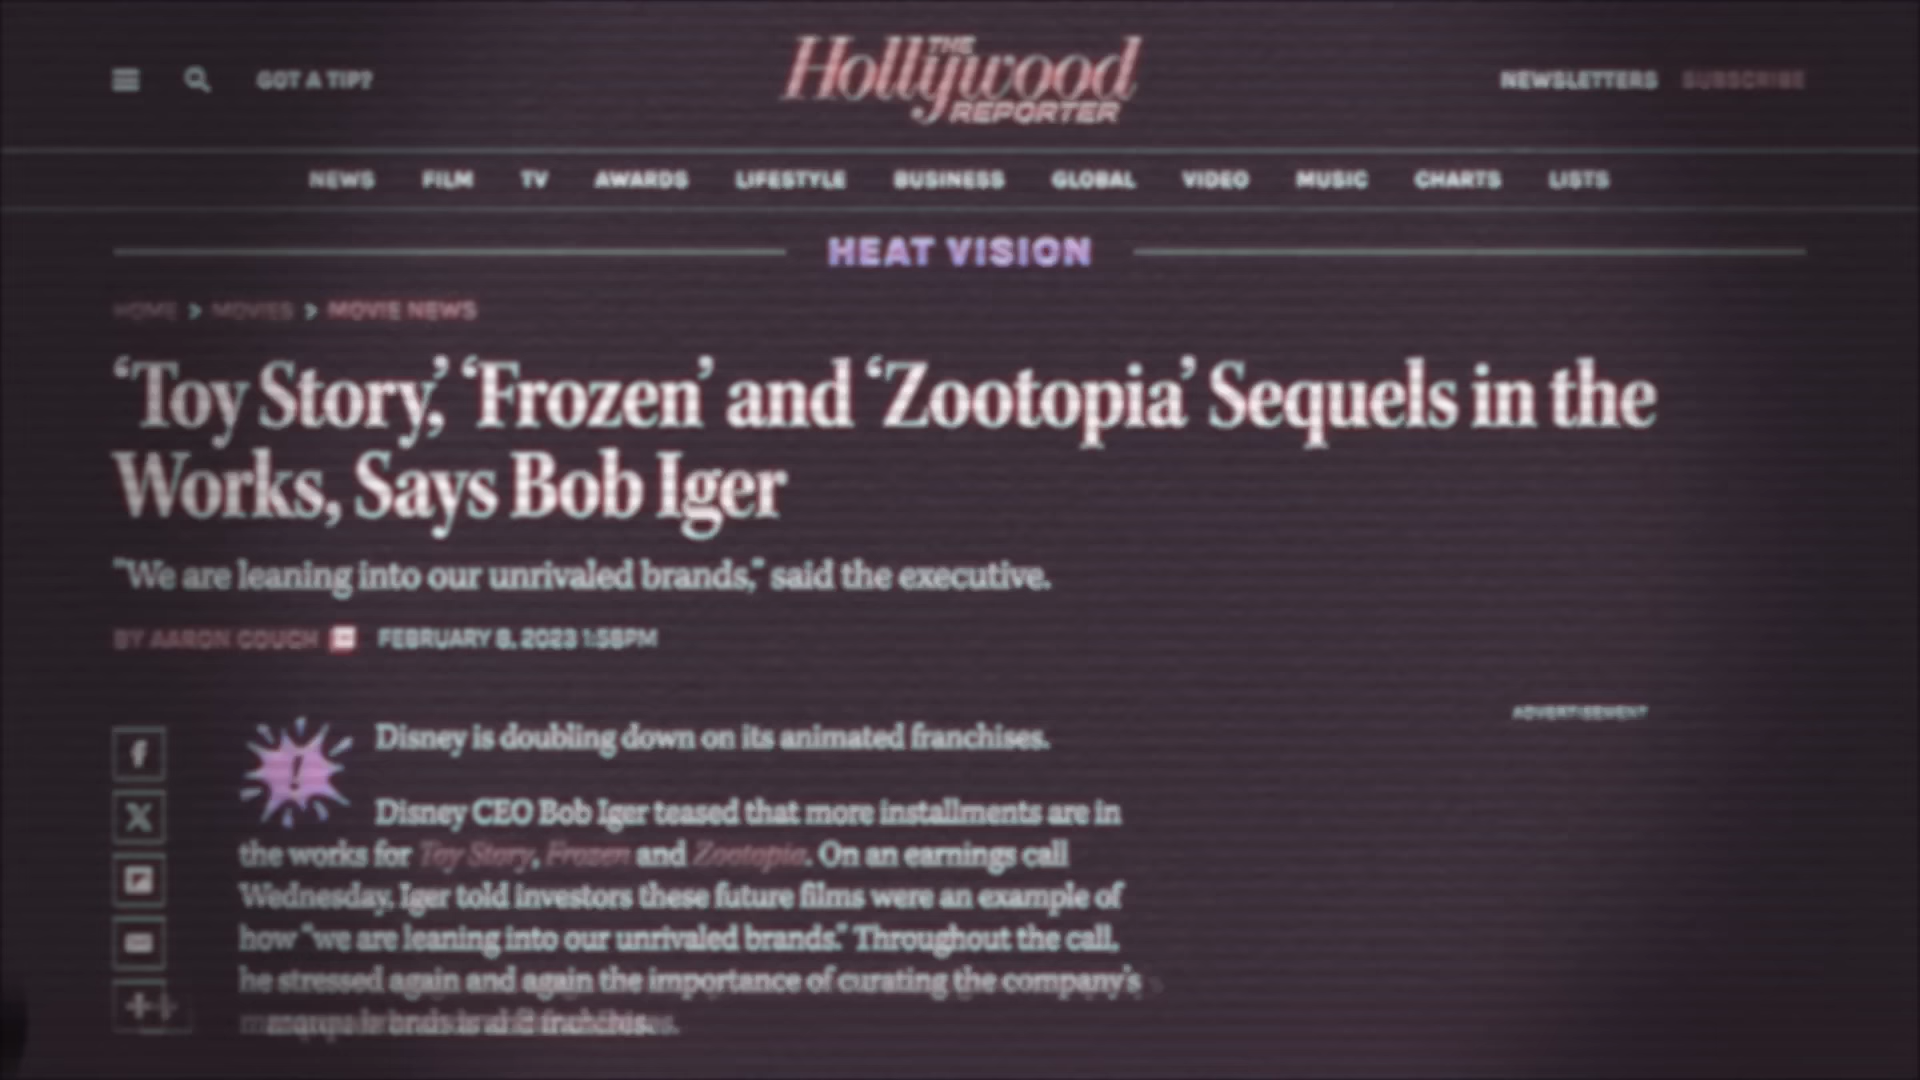 GOT A TIP?
THE
Hollywood
REPORTER
NEWSLETTERS SUBSCRIBE
NEWS FILM TV AWARDS LIFESTYLE BUSINESS GLOBAL VIDEO MUSIC CHARTS LISTS
HEAT VISION
HOME > MOVIES > MOVIE NEWS
‘Toy Story,’ ‘Frozen’ and ‘Zootopia’ Sequels in the
Works, Says Bob Iger
"We are leaning into our unrivaled brands," said the executive.
BY AARON COUCH FEBRUARY 8, 2023 1:58PM
ADVERTISEMENT
Disney is doubling down on its animated franchises.
Disney CEO Bob Iger teased that more installments are in
the works for Toy Story, Frozen and Zootopia. On an earnings call
Wednesday, Iger told investors these future films were an example of
how "we are leaning into our unrivaled brands." Throughout the call,
he stressed again and again the importance of curating the company's